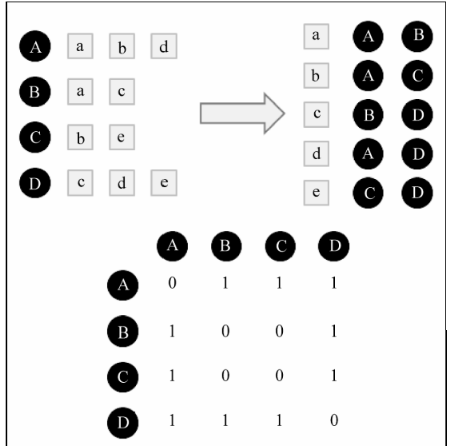 A a b d
B a c
C b e
D c d e
a A B
b A C
c B D
d A D
e C D
A B C D
A 0 1 1 1
B 1 0 0 1
C 1 0 0 1
D 1 1 1 0